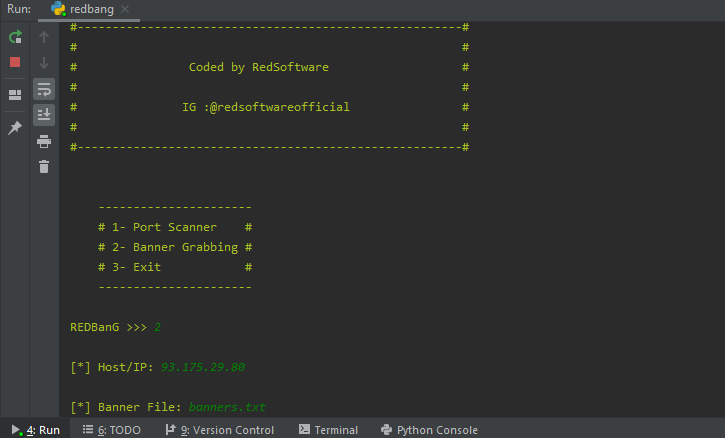 Run: redbang
#-------------------------------------------------------#
# #
# Coded by RedSoftware #
# #
# IG :@redsoftwareofficial #
# #
#-------------------------------------------------------#
----------------------
# 1- Port Scanner #
# 2- Banner Grabbing #
# 3- Exit #
----------------------
REDBanG >>> 2
[*] Host/IP: 93.175.29.80
[*] Banner File: banners.txt
4: Run 6: TODO 9: Version Control Terminal Python Console